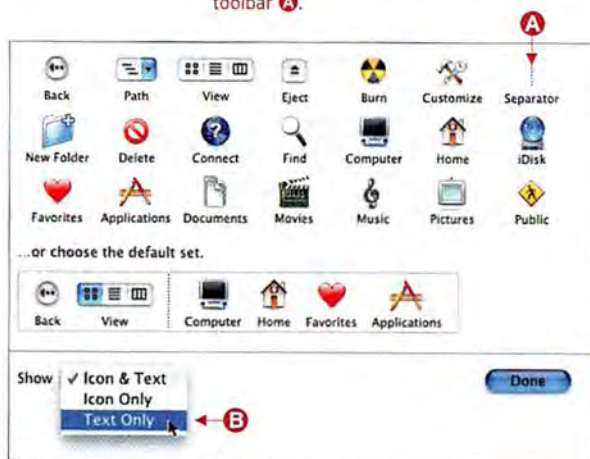 toolbar A.
A
Back Path View Eject Burn Customize Separator
New Folder Delete Connect Find Computer Home iDisk
Favorites Applications Documents Movies Music Pictures Public
...or choose the default set.
Back View Computer Home Favorites Applications
Show ✓ Icon & Text
Icon Only
Text Only
Done
B